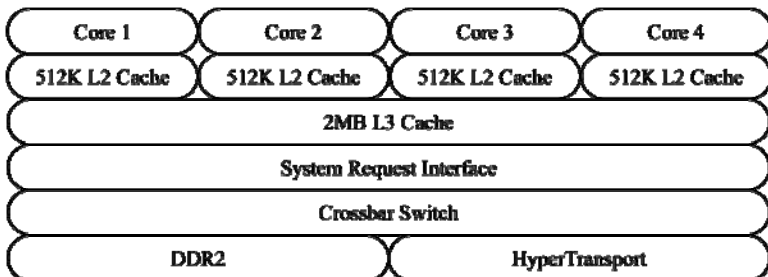 Core 1 Core 2 Core 3 Core 4
512K L2 Cache 512K L2 Cache 512K L2 Cache 512K L2 Cache
2MB L3 Cache
System Request Interface
Crossbar Switch
DDR2 HyperTransport